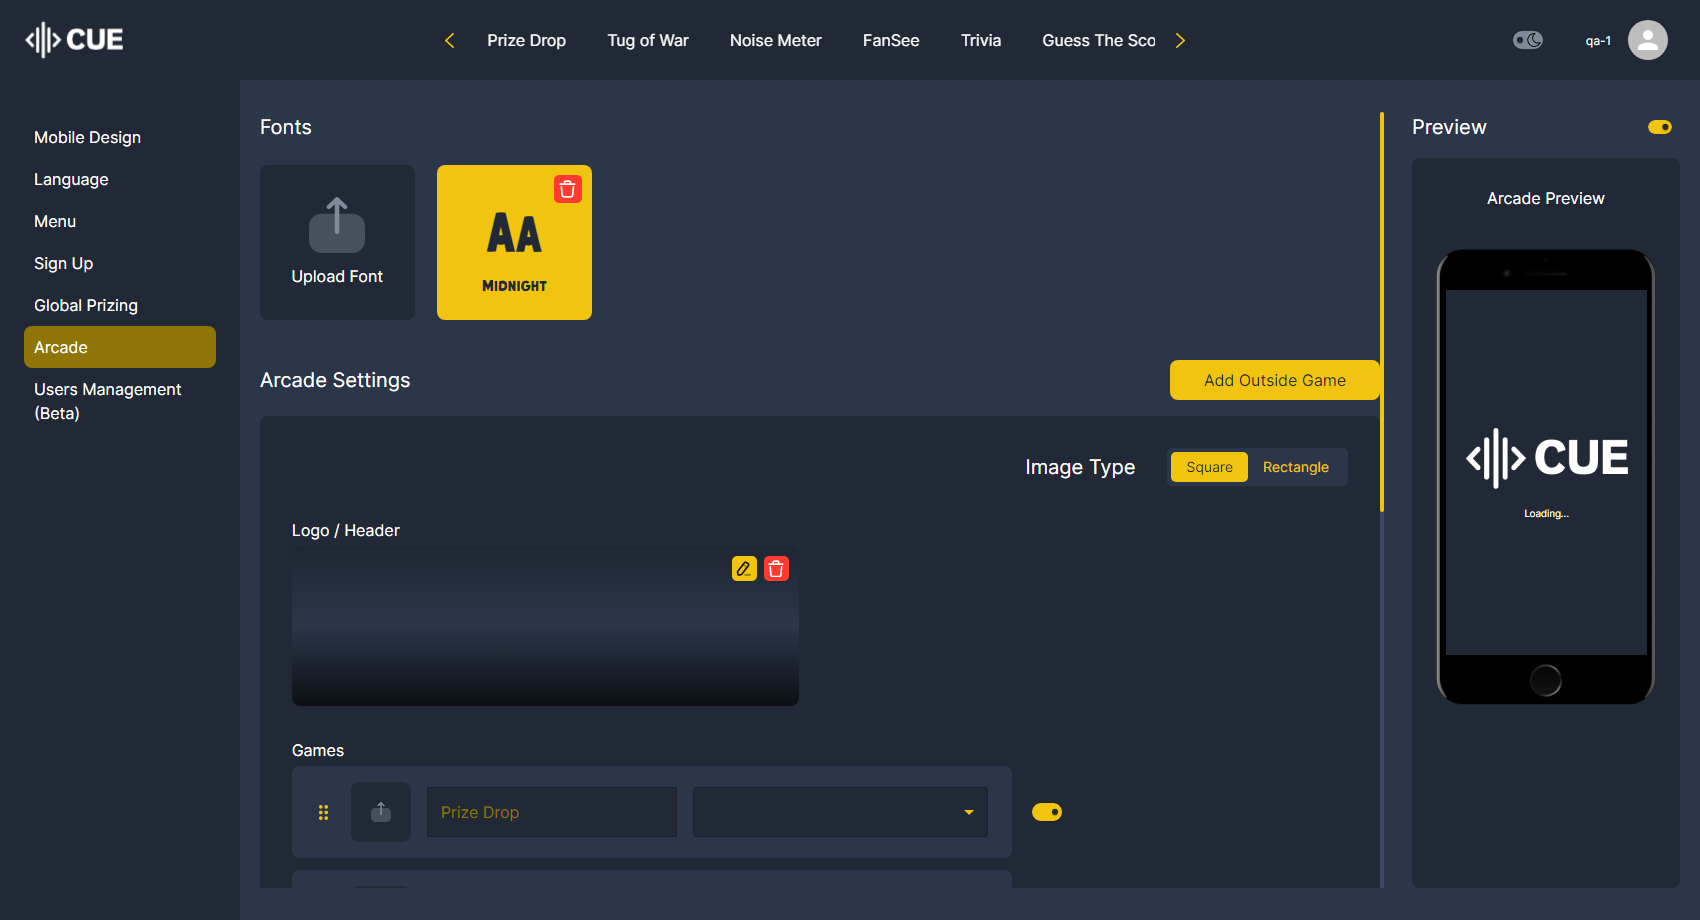 CUE
Prize Drop
Tug of War
Noise Meter
FanSee
Trivia
Guess The Sco
qa-1
Mobile Design
Language
Menu
Sign Up
Global Prizing
Arcade
Users Management
(Beta)
Fonts
Upload Font
AA
MIDNIGHT
Arcade Settings
Add Outside Game
Image Type
Square
Rectangle
Logo / Header
Games
Prize Drop
Preview
Arcade Preview
CUE
Loading...